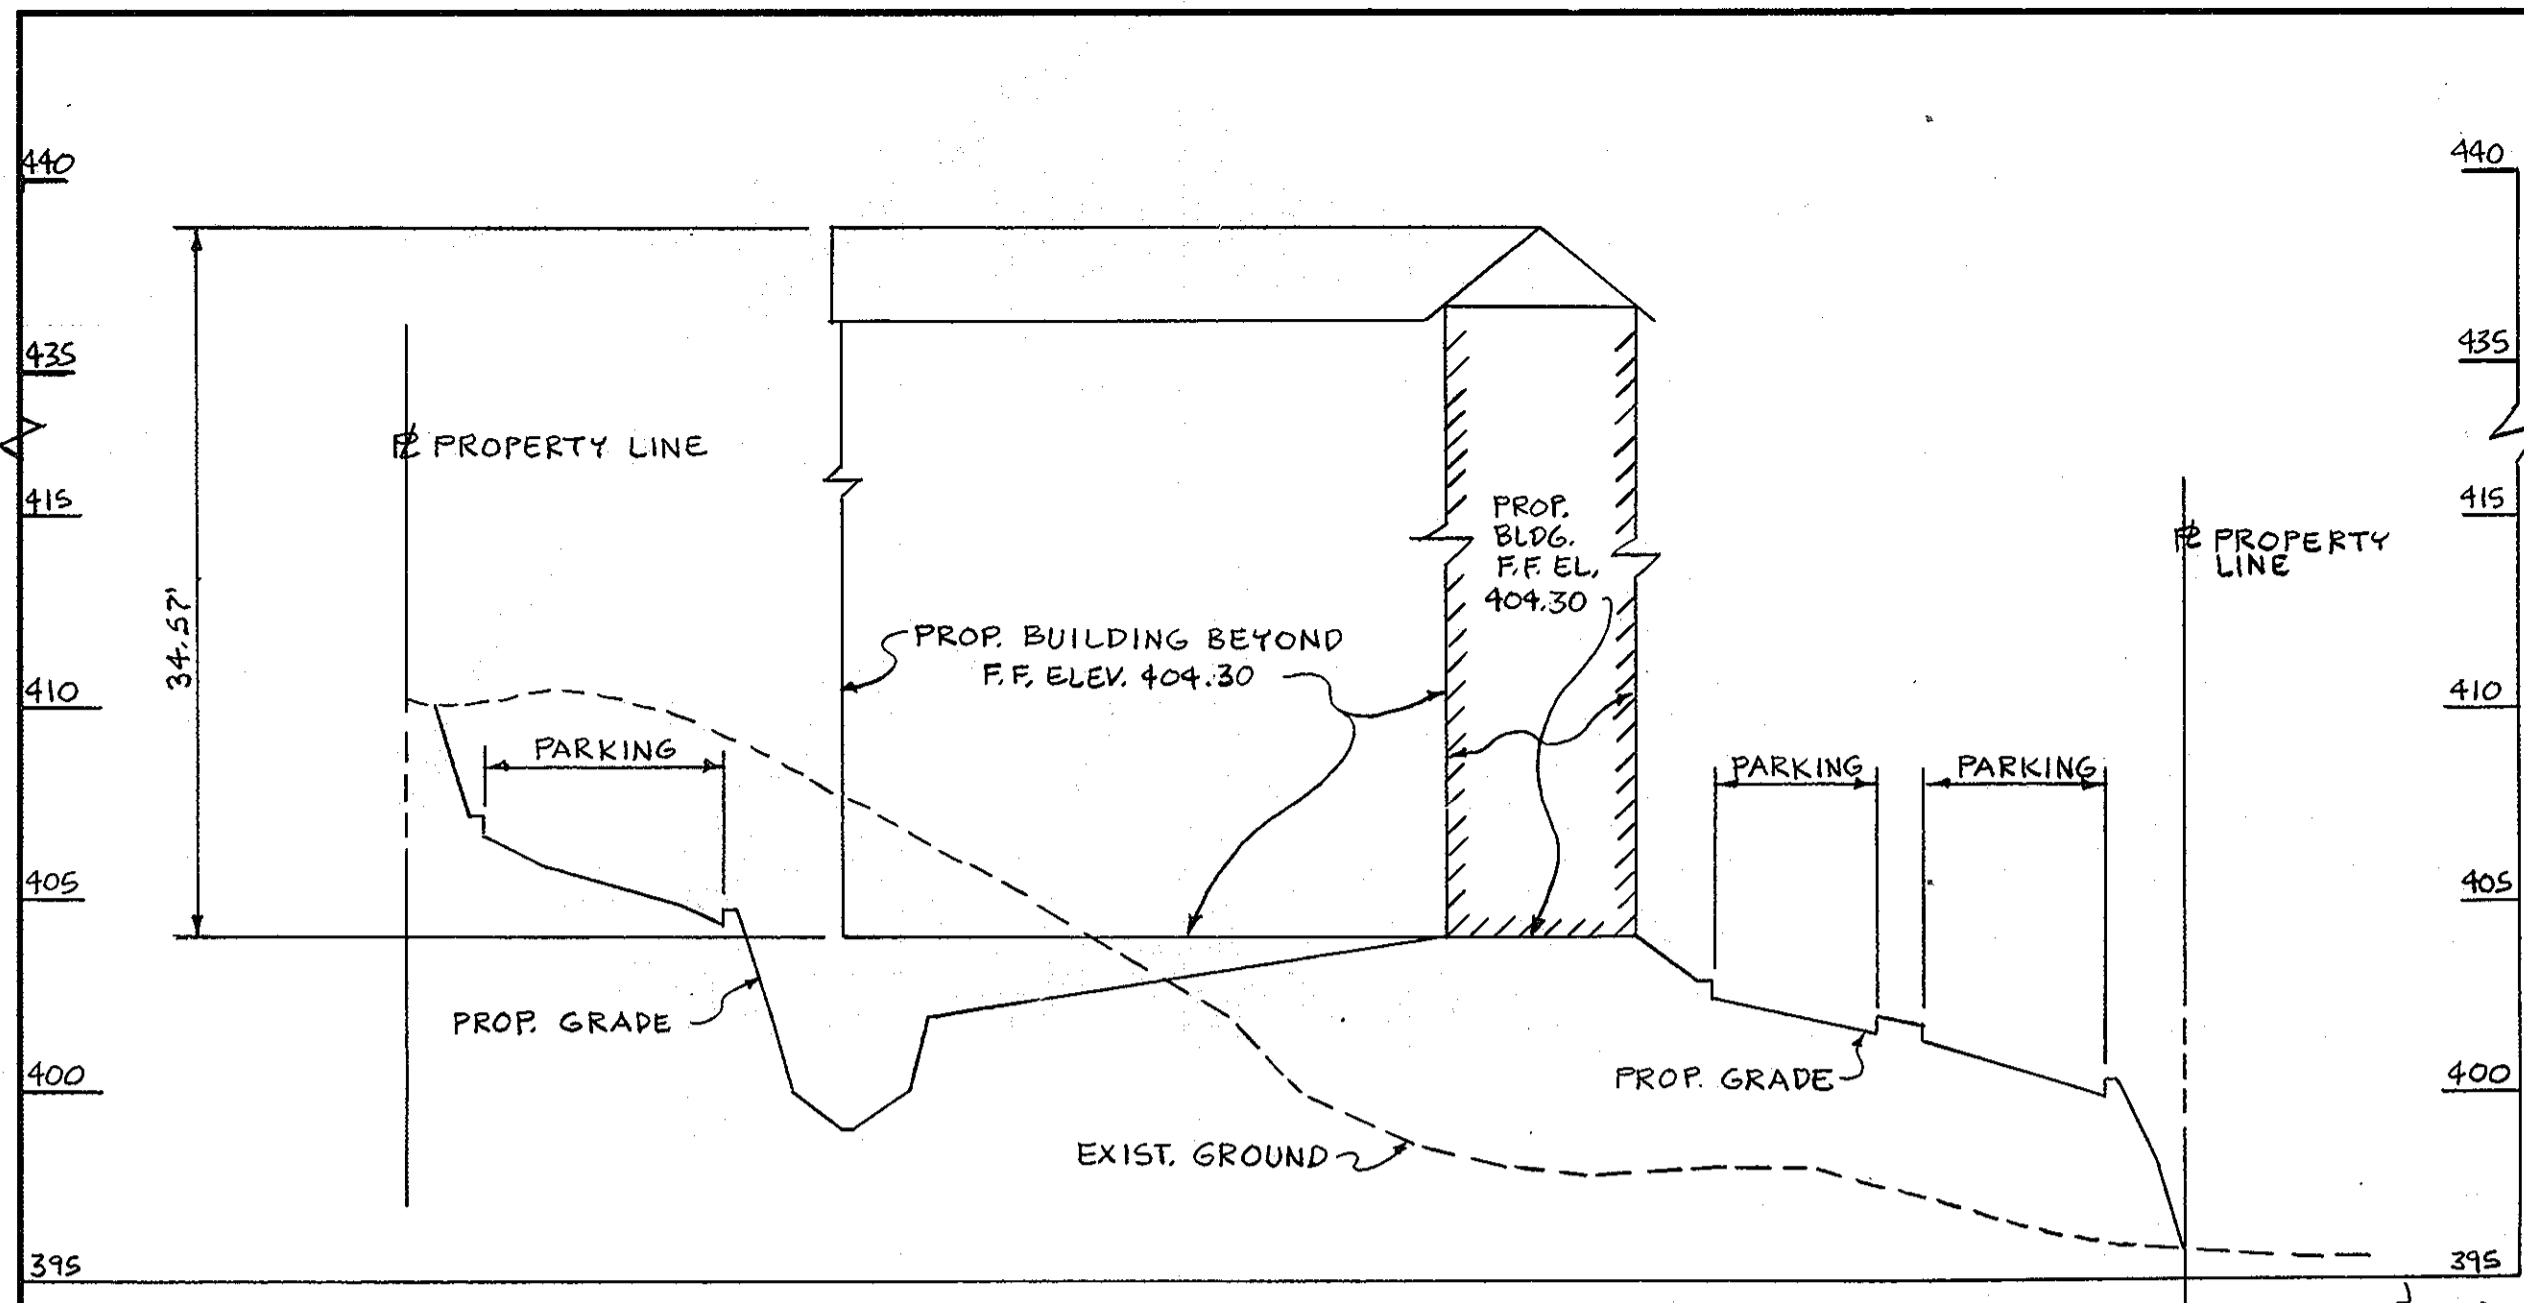 440
440
435
435
415
415
410
410
405
405
400
400
395
395
34.57'
PL PROPERTY LINE
PROP.
BLDG.
F.F. EL.
404.30
PL PROPERTY
LINE
PROP. BUILDING BEYOND
F.F. ELEV. 404.30
PARKING
PARKING
PARKING
PROP. GRADE
PROP. GRADE
EXIST. GROUND